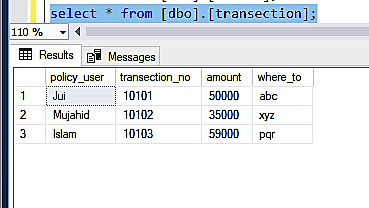 select * from [dbo].[transection];
110 %
Results Messages
policy_user transection_no amount where_to
1 Jui 10101 50000 abc
2 Mujahid 10102 35000 xyz
3 Islam 10103 59000 pqr